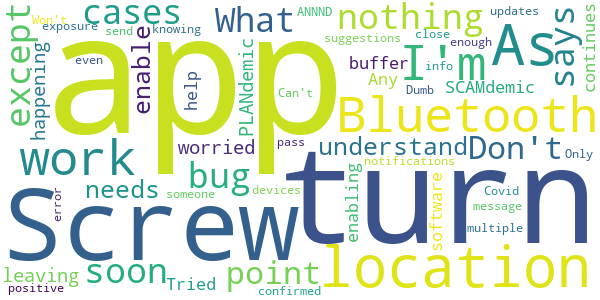 Won't
cases
exposure
send
knowing
ANNND
What
nothing
suggestions
updates
close
As
says
continues
except
happening
even
app
enable
help
PLANdemic
I'm
enough
buffer
info
Any
SCAMdemic
Can't
Dumb
Bluetooth
work
worried
pass
understand
Don't
Only
notifications
bug
needs
someone
devices
enabling
turn
error
Screw
software
Covid
message
multiple
location
leaving
soon
Tried
point
positive
confirmed